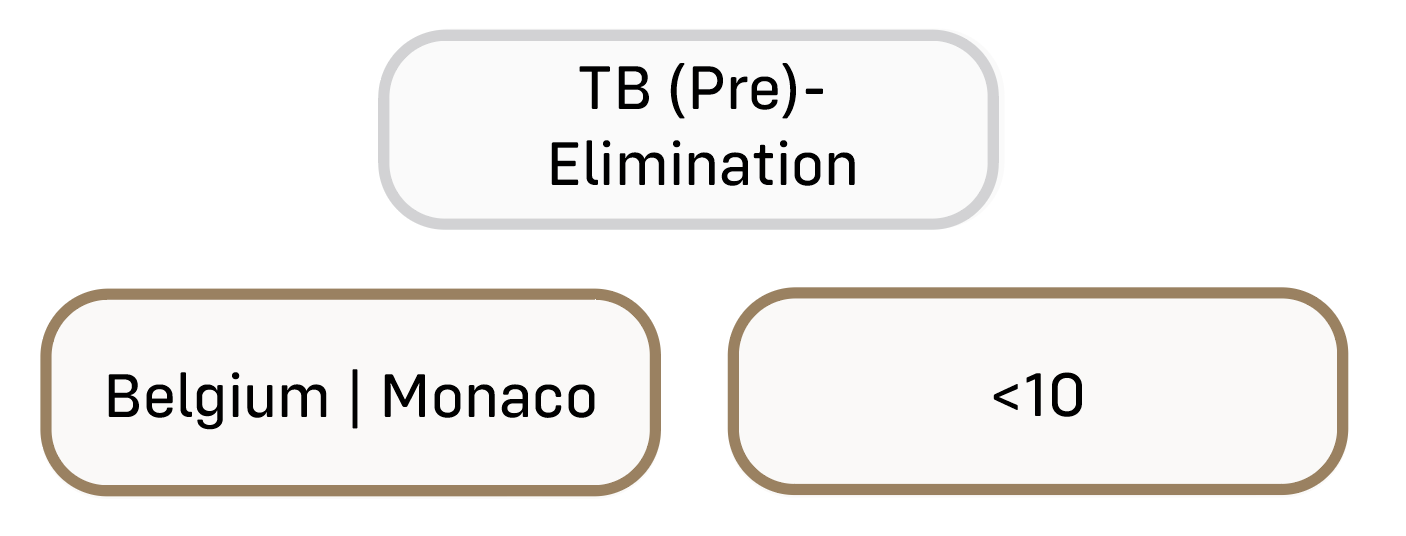 TB (Pre)-
Elimination
Belgium | Monaco
<10